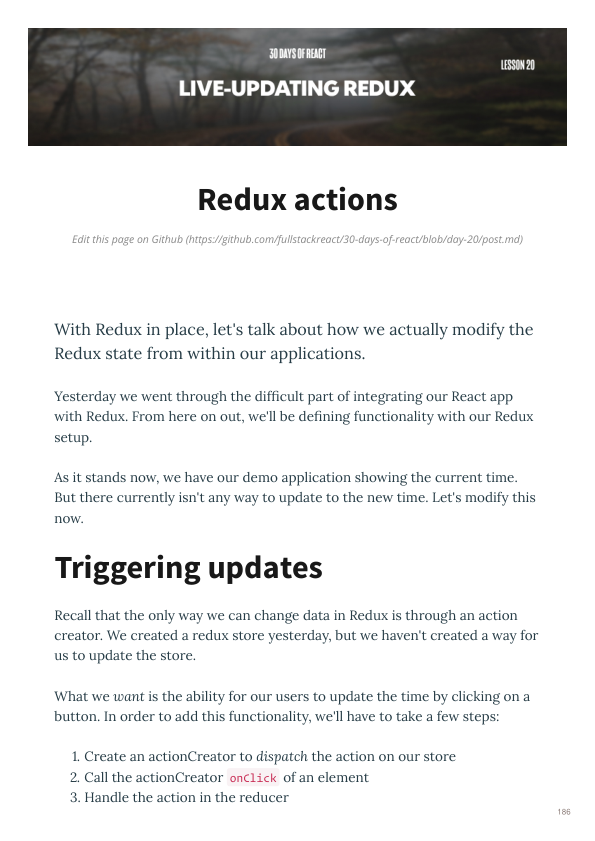 30 DAYS OF REACT
LESSON 20
LIVE-UPDATING REDUX
Redux actions
Edit this page on Github (https://github.com/fullstackreact/30-days-of-react/blob/day-20/post.md)
With Redux in place, let's talk about how we actually modify the
Redux state from within our applications.
Yesterday we went through the difficult part of integrating our React app
with Redux. From here on out, we'll be defining functionality with our Redux
setup.
As it stands now, we have our demo application showing the current time.
But there currently isn't any way to update to the new time. Let's modify this
now.
Triggering updates
Recall that the only way we can change data in Redux is through an action
creator. We created a redux store yesterday, but we haven't created a way for
us to update the store.
What we want is the ability for our users to update the time by clicking on a
button. In order to add this functionality, we'll have to take a few steps:
1. Create an actionCreator to dispatch the action on our store
2. Call the actionCreator onClick of an element
3. Handle the action in the reducer
186